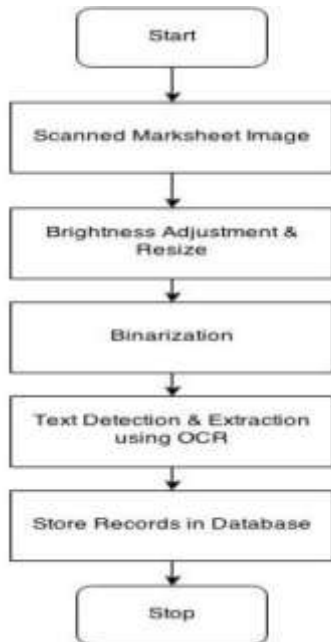 Start
Scanned Marksheet Image
Brightness Adjustment &
Resize
Binarization
Text Detection & Extraction
using OCR
Store Records in Database
Stop